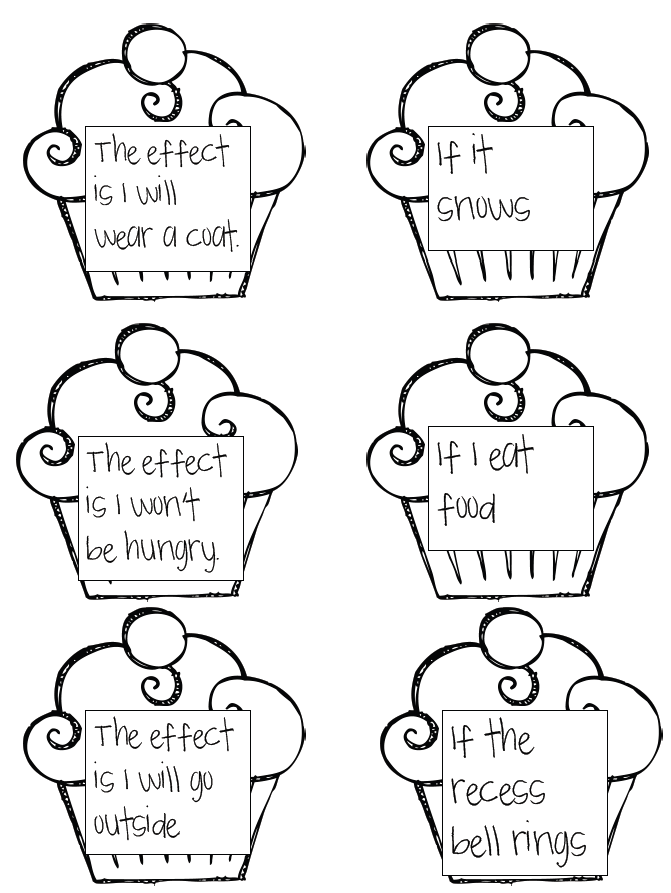 The effect
is I will
wear a coat.
If it
snows
The effect
is I won't
be hungry.
If I eat
food
The effect
is I will go
outside
If the
recess
bell rings